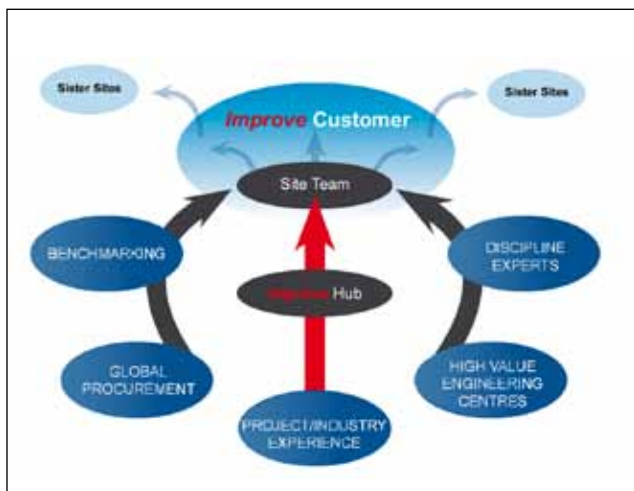 Sister Sites
Sister Sites
Improve Customer
Site Team
BENCHMARKING
DISCIPLINE
EXPERTS
Improve Hub
GLOBAL
PROCUREMENT
HIGH VALUE
ENGINEERING
CENTRES
PROJECT/INDUSTRY
EXPERIENCE